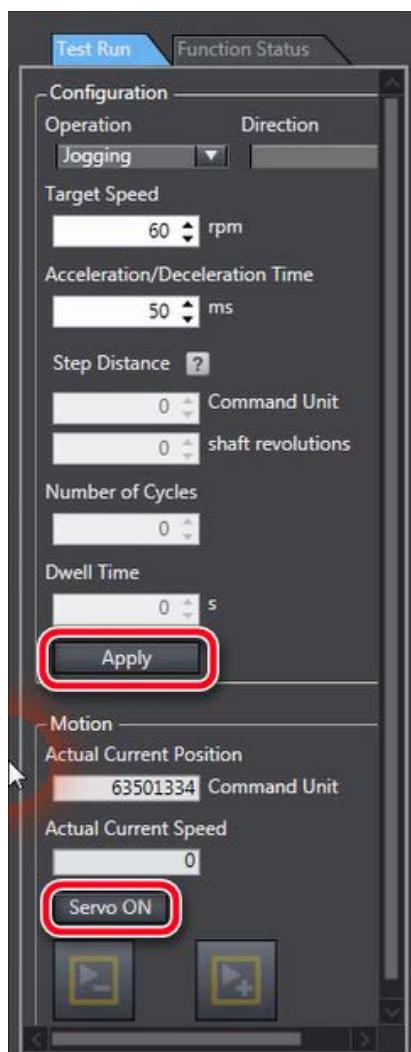 Test Run Function Status
Configuration
Operation Direction
Jogging
Target Speed
60 rpm
Acceleration/Deceleration Time
50 ms
Step Distance ?
0 Command Unit
0 shaft revolutions
Number of Cycles
0
Dwell Time
0 s
Apply
Motion
Actual Current Position
63501334 Command Unit
Actual Current Speed
0
Servo ON